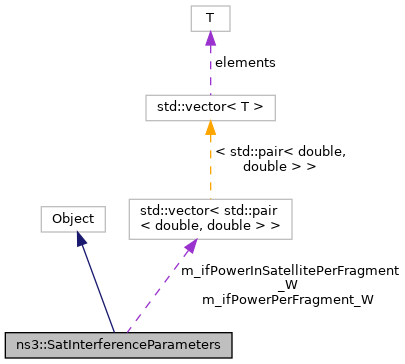 T
elements
std::vector< T >
< std::pair< double,
double > >
std::vector< std::pair
< double, double > >
Object
m_ifPowerInSatellitePerFragment
_W
m_ifPowerPerFragment_W
ns3::SatInterferenceParameters